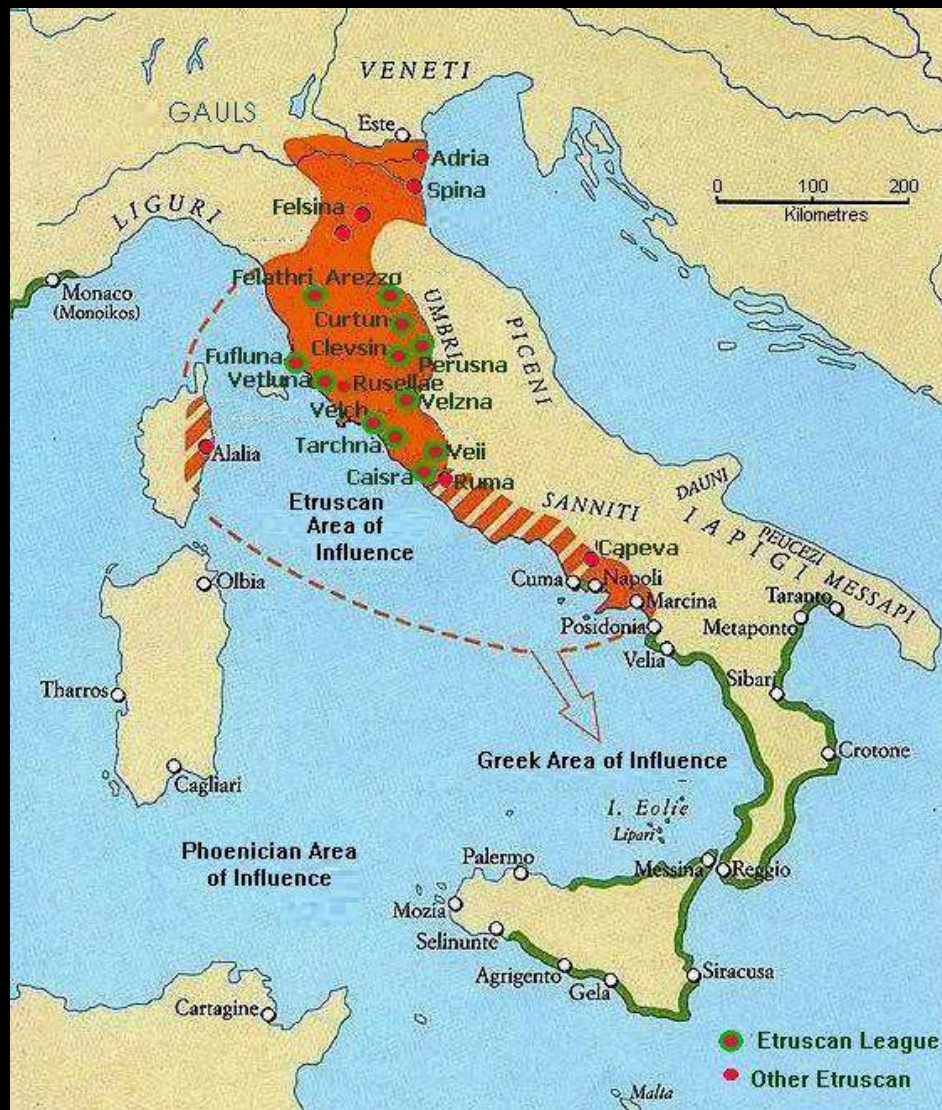 VENETI
GAULS
Este
Adria
Spina
0 100 200
Kilometres
Felsina
LIGURI
Monaco
(Monoikos)
Felathri Arezzo
UMBRI
PICENI
Curtun
Clevsin
Perusna
Fufluna
Vetluna
Rusellae
Velzna
Velch
Tarchna
Veii
Caisra
Ruma
Alalia
Etruscan
Area of
Influence
SANNITI
DAUNI
IAPIGI
PEUCEZI
MESSAPI
Capeva
Cuma
Napoli
Marcina
Posidonia
Velia
Taranto
Metaponto
Sibari
Olbia
Tharros
Cagliari
Crotone
Greek Area of Influence
I. Eolie
Lipari
Phoenician Area
of Influence
Palermo
Messina
Reggio
Mozia
Selinunte
Agrigento
Gela
Siracusa
Cartagine
Etruscan League
Other Etruscan
Malta